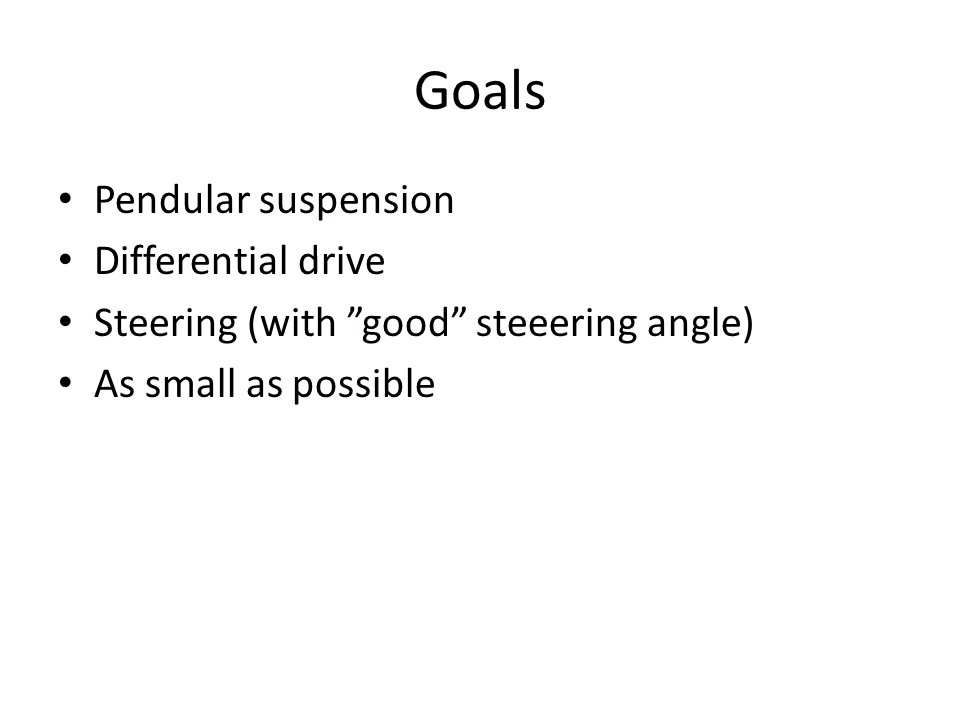 Goals
• Pendular suspension
• Differential drive
• Steering (with ”good” steeering angle)
• As small as possible